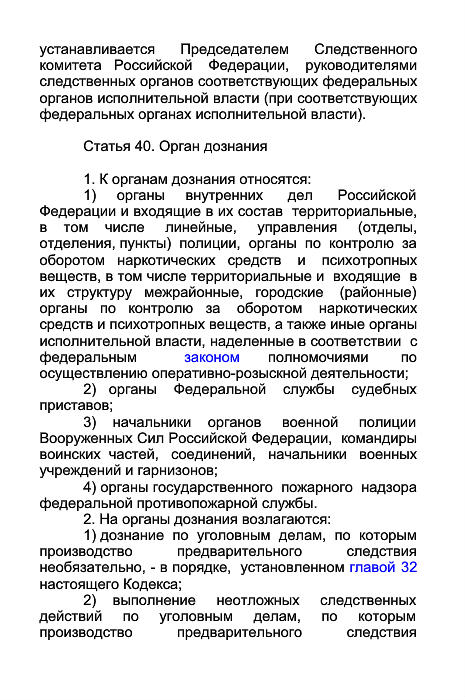 устанавливается Председателем Следственного
комитета Российской Федерации, руководителями
следственных органов соответствующих федеральных
органов исполнительной власти (при соответствующих
федеральных органах исполнительной власти).
Статья 40. Орган дознания
1. К органам дознания относятся:
1) органы внутренних дел Российской
Федерации и входящие в их состав территориальные,
в том числе линейные, управления (отделы,
отделения, пункты) полиции, органы по контролю за
оборотом наркотических средств и психотропных
веществ, в том числе территориальные и входящие в
их структуру межрайонные, городские (районные)
органы по контролю за оборотом наркотических
средств и психотропных веществ, а также иные органы
исполнительной власти, наделенные в соответствии с
федеральным законом полномочиями по
осуществлению оперативно-розыскной деятельности;
2) органы Федеральной службы судебных
приставов;
3) начальники органов военной полиции
Вооруженных Сил Российской Федерации, командиры
воинских частей, соединений, начальники военных
учреждений и гарнизонов;
4) органы государственного пожарного надзора
федеральной противопожарной службы.
2. На органы дознания возлагаются:
1) дознание по уголовным делам, по которым
производство предварительного следствия
необязательно, - в порядке, установленном главой 32
настоящего Кодекса;
2) выполнение неотложных следственных
действий по уголовным делам, по которым
производство предварительного следствия